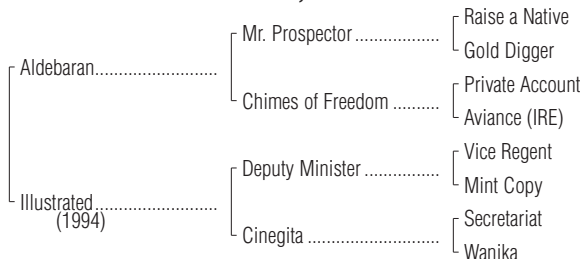 Raise a Native
Mr. Prospector ..................
Gold Digger
Aldebaran..........................
Private Account
Chimes of Freedom ..........
Aviance (IRE)
Vice Regent
Deputy Minister ................
Mint Copy
Illustrated..........................
(1994)
Secretariat
Cinegita ............................
Wanika